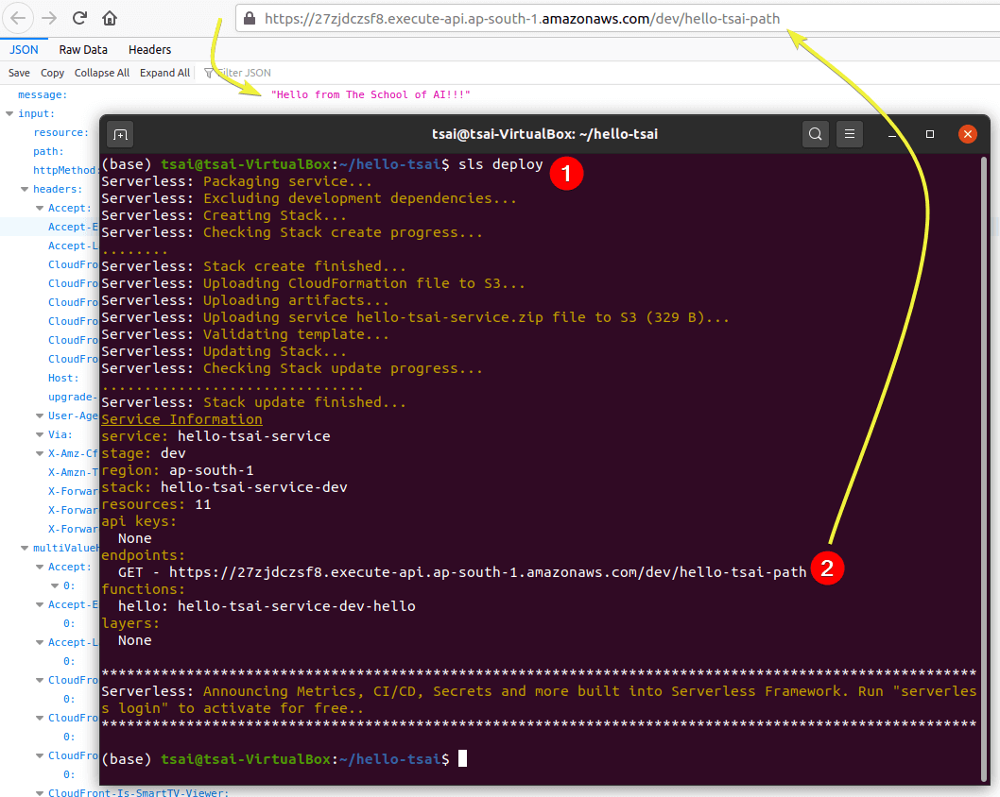 https://27zjdczsf8.execute-api.ap-south-1.amazonaws.com/dev/hello-tsai-path
JSON Raw Data Headers
Save Copy Collapse All Expand All Filter JSON
message: "Hello from The School of AI!!!"
input:
resource:
path:
httpMethod:
headers:
Accept:
Accept-E
Accept-L
CloudFro
CloudFro
CloudFro
CloudFro
CloudFro
CloudFro
Host:
upgrade-
User-Age
Via:
X-Amz-Cf
X-Amzn-T
X-Forwar
X-Forwar
X-Forwar
multiValueH
Accept:
0:
Accept-E
0:
Accept-L
0:
CloudFro
0:
CloudFro
0:
CloudFro
0:
CloudFront-Is-SmartTV-Viewer:
tsai@tsai-VirtualBox: ~/hello-tsai
(base) tsai@tsai-VirtualBox:~/hello-tsai$ sls deploy
1
Serverless: Packaging service...
Serverless: Excluding development dependencies...
Serverless: Creating Stack...
Serverless: Checking Stack create progress...
........
Serverless: Stack create finished...
Serverless: Uploading CloudFormation file to S3...
Serverless: Uploading artifacts...
Serverless: Uploading service hello-tsai-service.zip file to S3 (329 B)...
Serverless: Validating template...
Serverless: Updating Stack...
Serverless: Checking Stack update progress...
...............................
Serverless: Stack update finished...
Service Information
service: hello-tsai-service
stage: dev
region: ap-south-1
stack: hello-tsai-service-dev
resources: 11
api keys:
None
endpoints:
GET - https://27zjdczsf8.execute-api.ap-south-1.amazonaws.com/dev/hello-tsai-path
2
functions:
hello: hello-tsai-service-dev-hello
layers:
None
*******************************************************************************************************
Serverless: Announcing Metrics, CI/CD, Secrets and more built into Serverless Framework. Run "serverles
s login" to activate for free..
*******************************************************************************************************
(base) tsai@tsai-VirtualBox:~/hello-tsai$